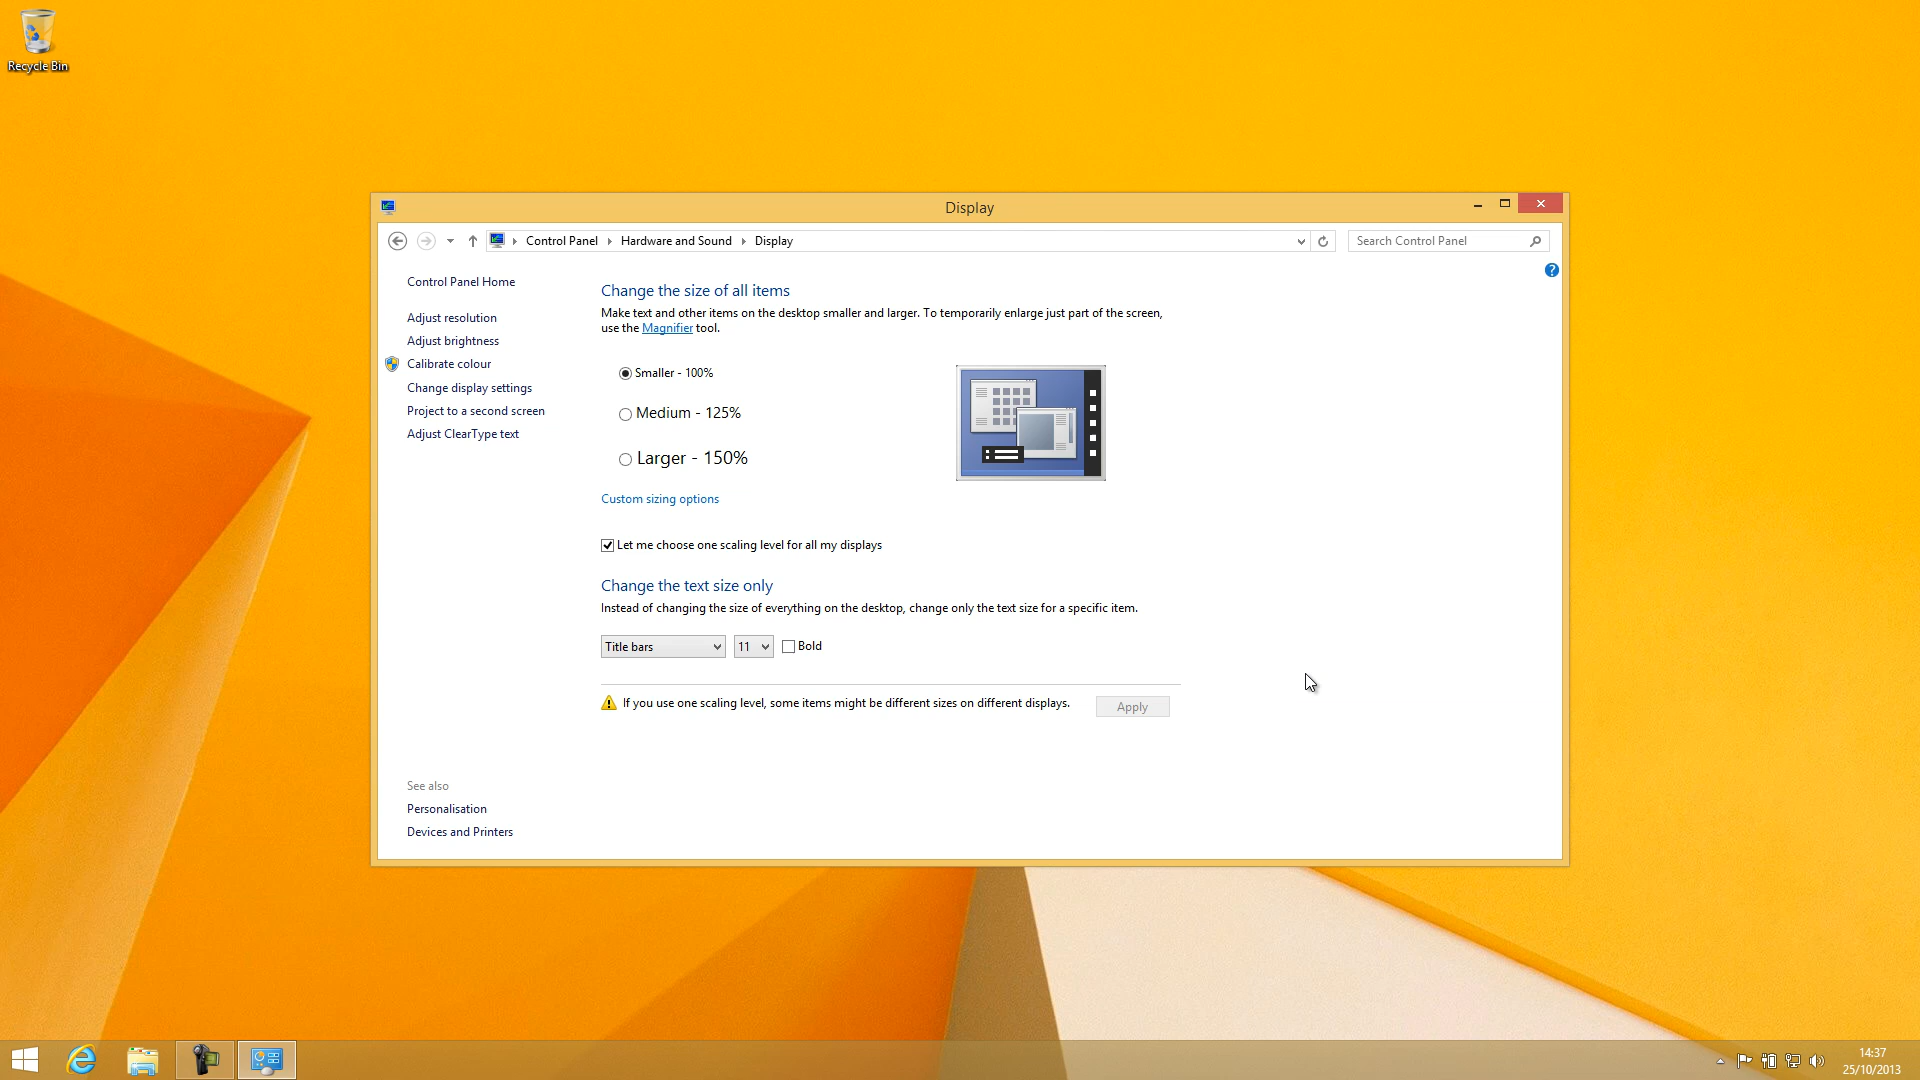 Recycle Bin
Display
Control Panel Hardware and Sound Display
Search Control Panel
Control Panel Home
Adjust resolution
Adjust brightness
Calibrate colour
Change display settings
Project to a second screen
Adjust ClearType text
Change the size of all items
Make text and other items on the desktop smaller and larger. To temporarily enlarge just part of the screen,
use the Magnifier tool.
Smaller - 100%
Medium - 125%
Larger - 150%
Custom sizing options
Let me choose one scaling level for all my displays
Change the text size only
Instead of changing the size of everything on the desktop, change only the text size for a specific item.
Title bars 11 Bold
If you use one scaling level, some items might be different sizes on different displays.
Apply
See also
Personalisation
Devices and Printers
14:37
25/10/2013